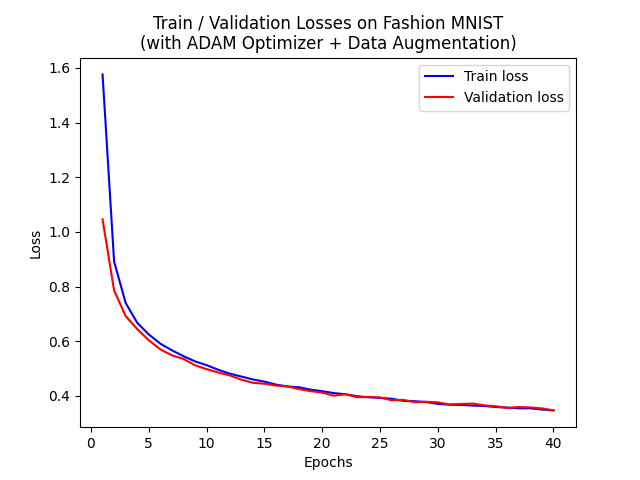 Train / Validation Losses on Fashion MNIST
(with ADAM Optimizer + Data Augmentation)
Train loss
Validation loss
1.6
1.4
1.2
1.0
0.8
0.6
0.4
Loss
0 5 10 15 20 25 30 35 40
Epochs